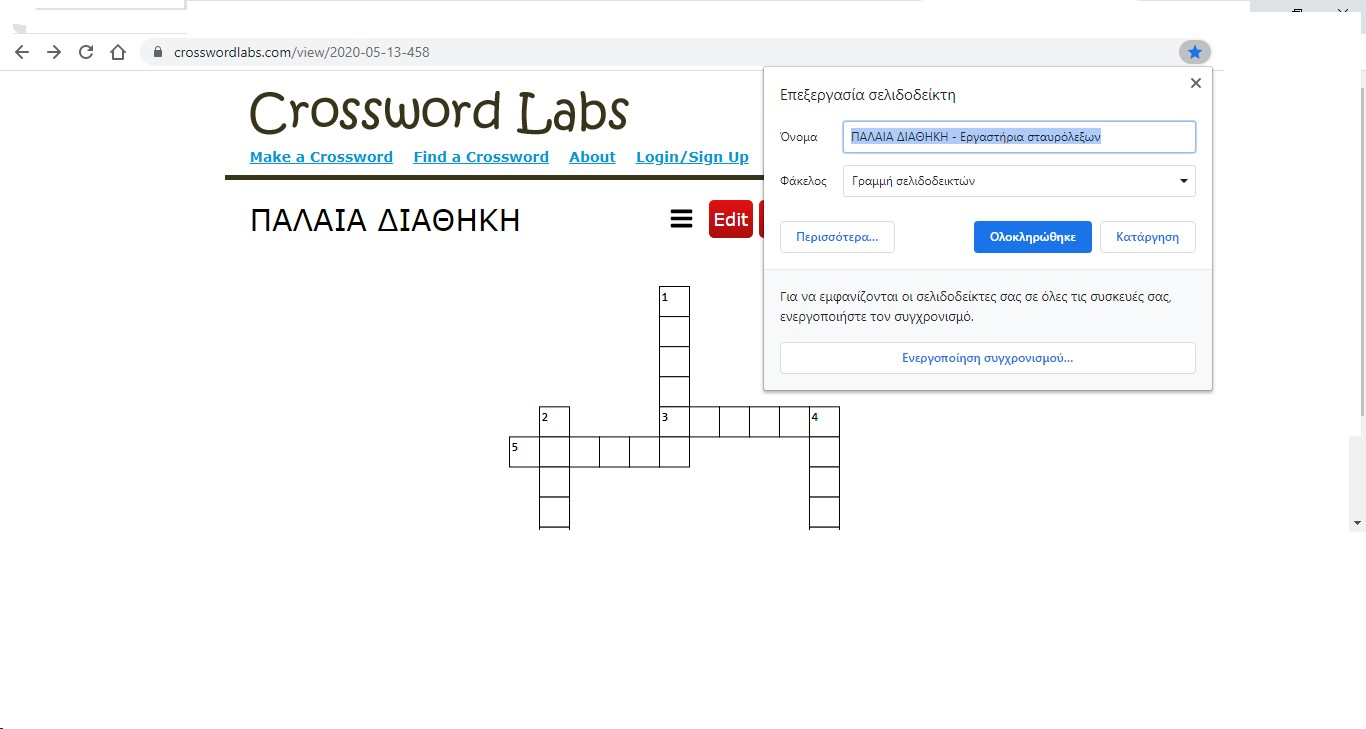 crosswordlabs.com/view/2020-05-13-458
Crossword Labs
Make a Crossword Find a Crossword About Login/Sign Up
ΠΑΛΑΙΑ ΔΙΑΘΗΚΗ
Edit
Επεξεργασία σελιδοδείκτη
Όνομα ΠΑΛΑΙΑ ΔΙΑΘΗΚΗ - Εργαστήρια σταυρόλεξων
Φάκελος Γραμμή σελιδοδεικτών
Περισσότερα... Ολοκληρώθηκε Κατάργηση
Για να εμφανίζονται οι σελιδοδείκτες σας σε όλες τις συσκευές σας,
ενεργοποιήστε τον συγχρονισμό.
Ενεργοποίηση συγχρονισμού...
1
2 3 4
5